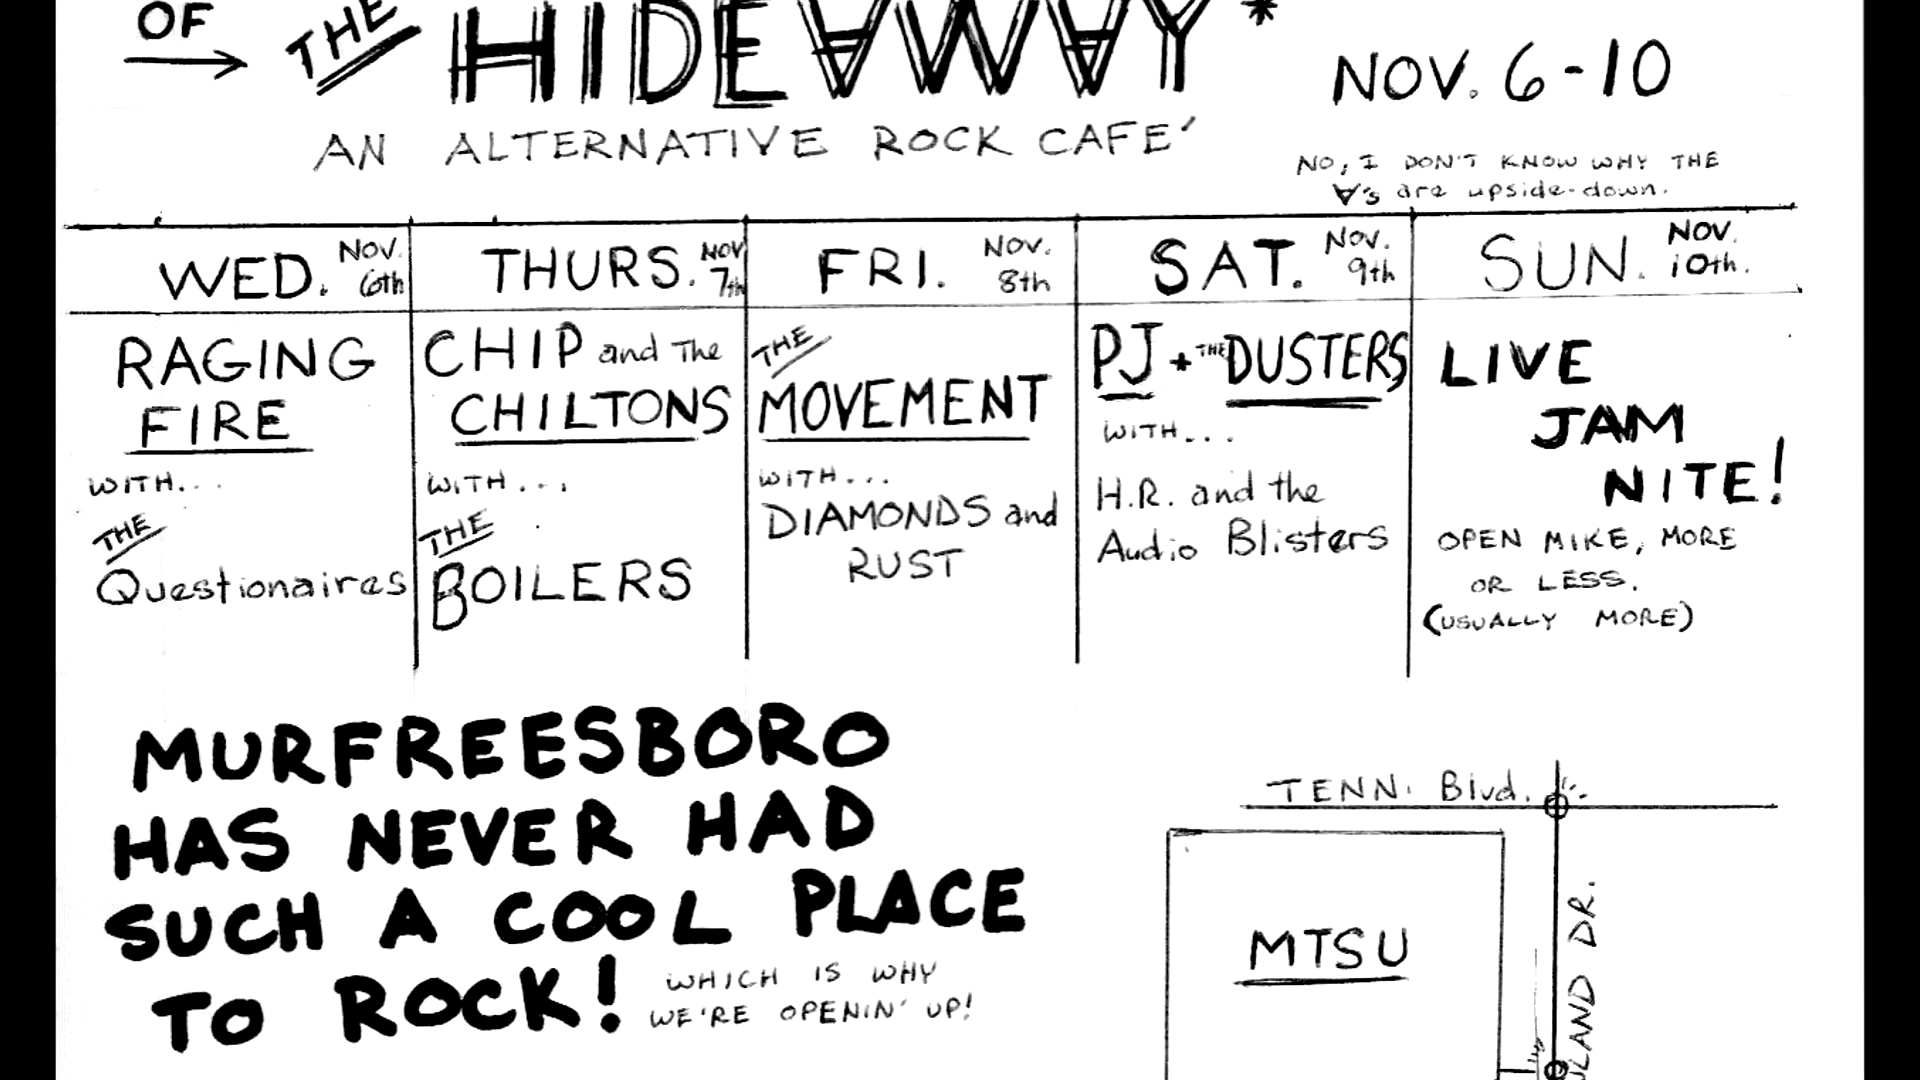 OF
THE HIDE∀W∀Y*
NOV. 6-10
AN ALTERNATIVE ROCK CAFE'
NO, I DON'T KNOW WHY THE
∀'s are upside-down.
WED. NOV. 6th
THURS. NOV 7th
FRI. NOV. 8th
SAT. NOV. 9th
SUN. NOV. 10th.
RAGING
FIRE
WITH...
THE
Questionaires
CHIP and The
CHILTONS
WITH...
THE
BOILERS
THE
MOVEMENT
WITH...
DIAMONDS and
RUST
PJ + THE DUSTERS
WITH...
H.R. and the
Audio Blisters
LIVE
JAM
NITE!
OPEN MIKE, MORE
OR LESS.
(USUALLY MORE)
MURFREESBORO
HAS NEVER HAD
SUCH A COOL PLACE
TO ROCK!
WHICH IS WHY
WE'RE OPENIN' UP!
TENN. Blvd.
MTSU
DR.